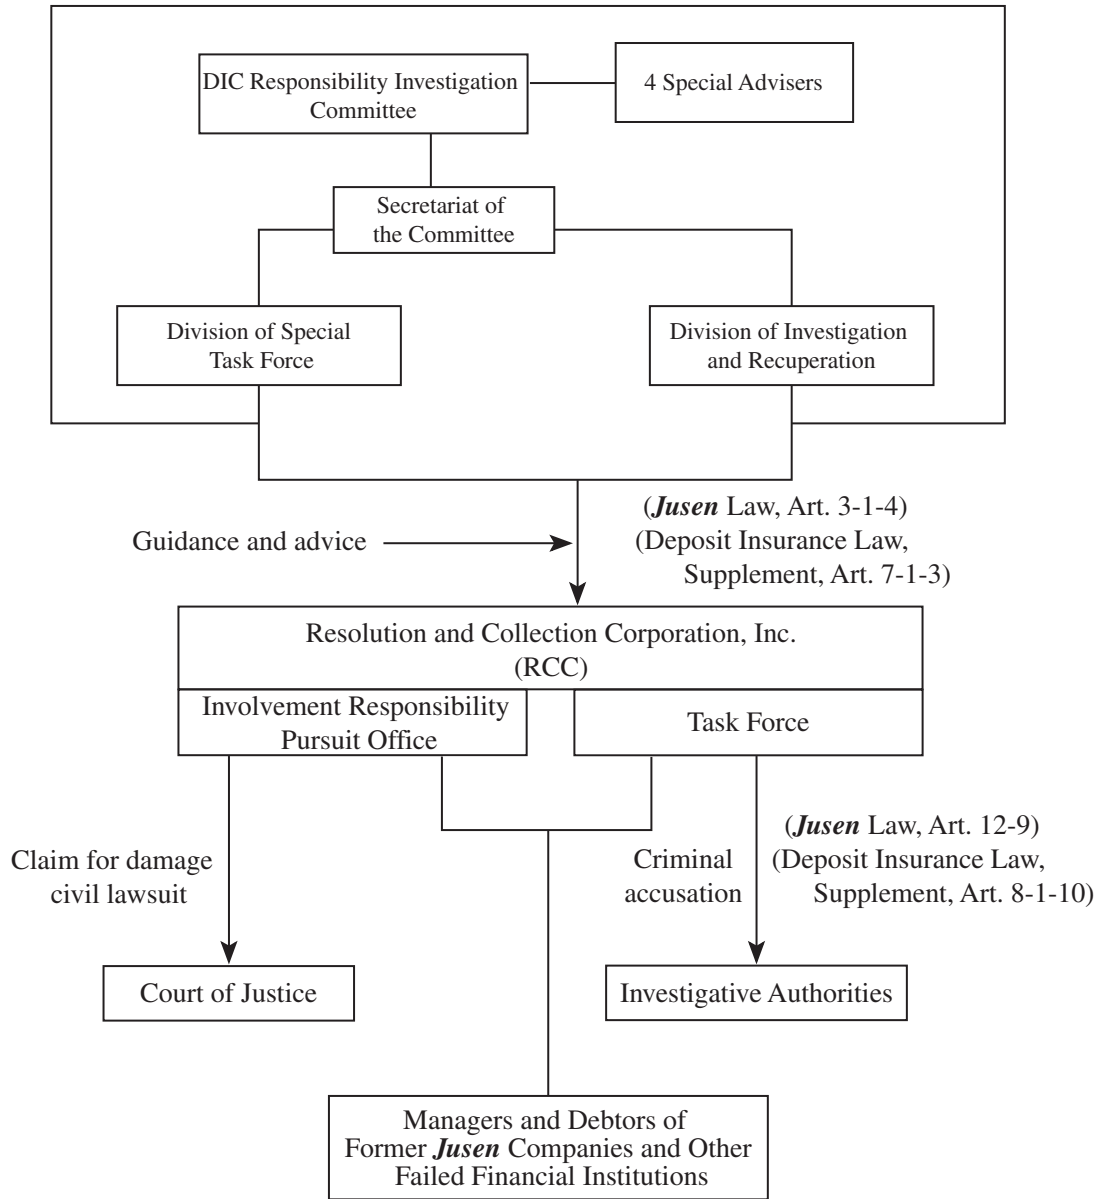 DIC Responsibility Investigation
Committee
4 Special Advisers
Secretariat of
the Committee
Division of Special
Task Force
Division of Investigation
and Recuperation
(Jusen Law, Art. 3-1-4)
(Deposit Insurance Law,
Supplement, Art. 7-1-3)
Guidance and advice
Resolution and Collection Corporation, Inc.
(RCC)
Involvement Responsibility
Pursuit Office
Task Force
Claim for damage
civil lawsuit
Criminal
accusation
(Jusen Law, Art. 12-9)
(Deposit Insurance Law,
Supplement, Art. 8-1-10)
Court of Justice
Investigative Authorities
Managers and Debtors of
Former Jusen Companies and Other
Failed Financial Institutions